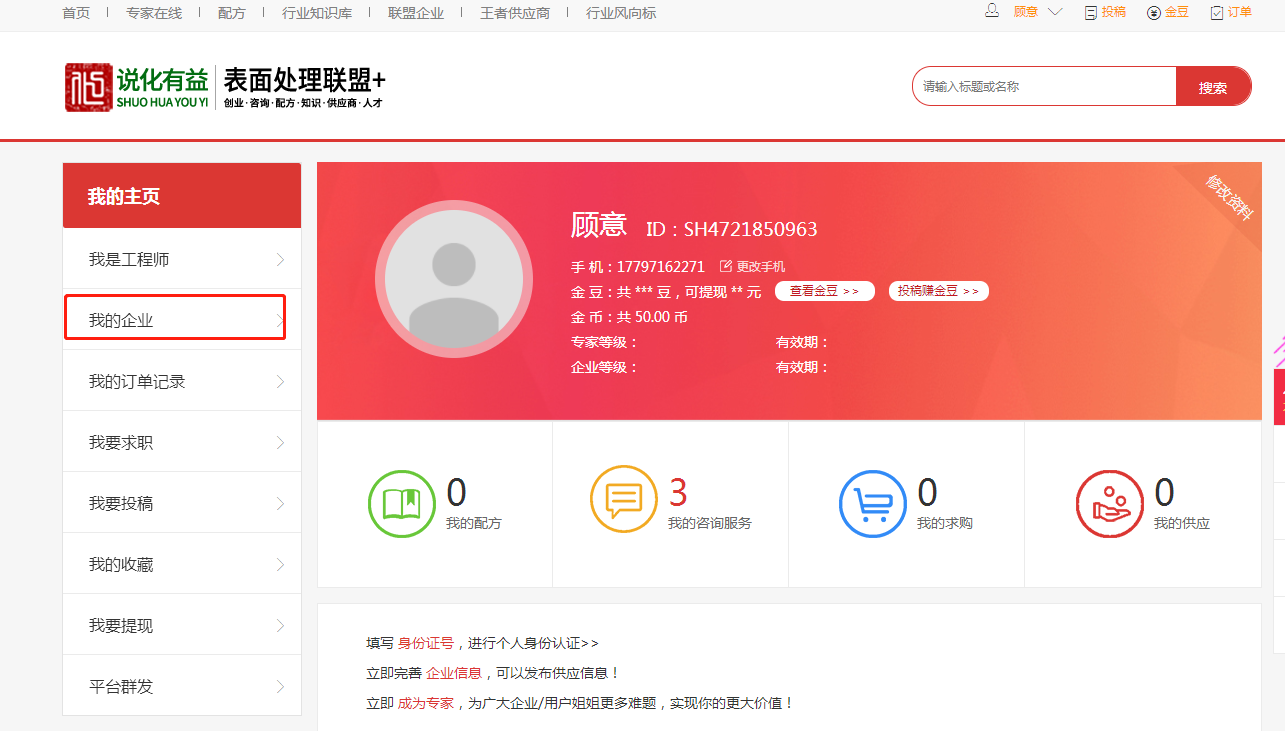 首页 | 专家在线 | 配方 | 行业知识库 | 联盟企业 | 王者供应商 | 行业风向标
顾意 投稿 金豆 订单
说化有益
SHUO HUA YOU YI
表面处理联盟+
创业·咨询·配方·知识·供应商·人才
请输入标题或名称
搜索
我的主页
我是工程师
我的企业
我的订单记录
我要求职
我要投稿
我的收藏
我要提现
平台群发
修改资料
顾意 ID：SH4721850963
手 机：17797162271 更改手机
金 豆：共 *** 豆，可提现 ** 元 查看金豆 >> 投稿赚金豆 >>
金 币：共 50.00 币
专家等级： 有效期：
企业等级： 有效期：
0
我的配方
3
我的咨询服务
0
我的求购
0
我的供应
填写 身份证号，进行个人身份认证>>
立即完善 企业信息，可以发布供应信息！
立即 成为专家，为广大企业/用户姐姐更多难题，实现你的更大价值！